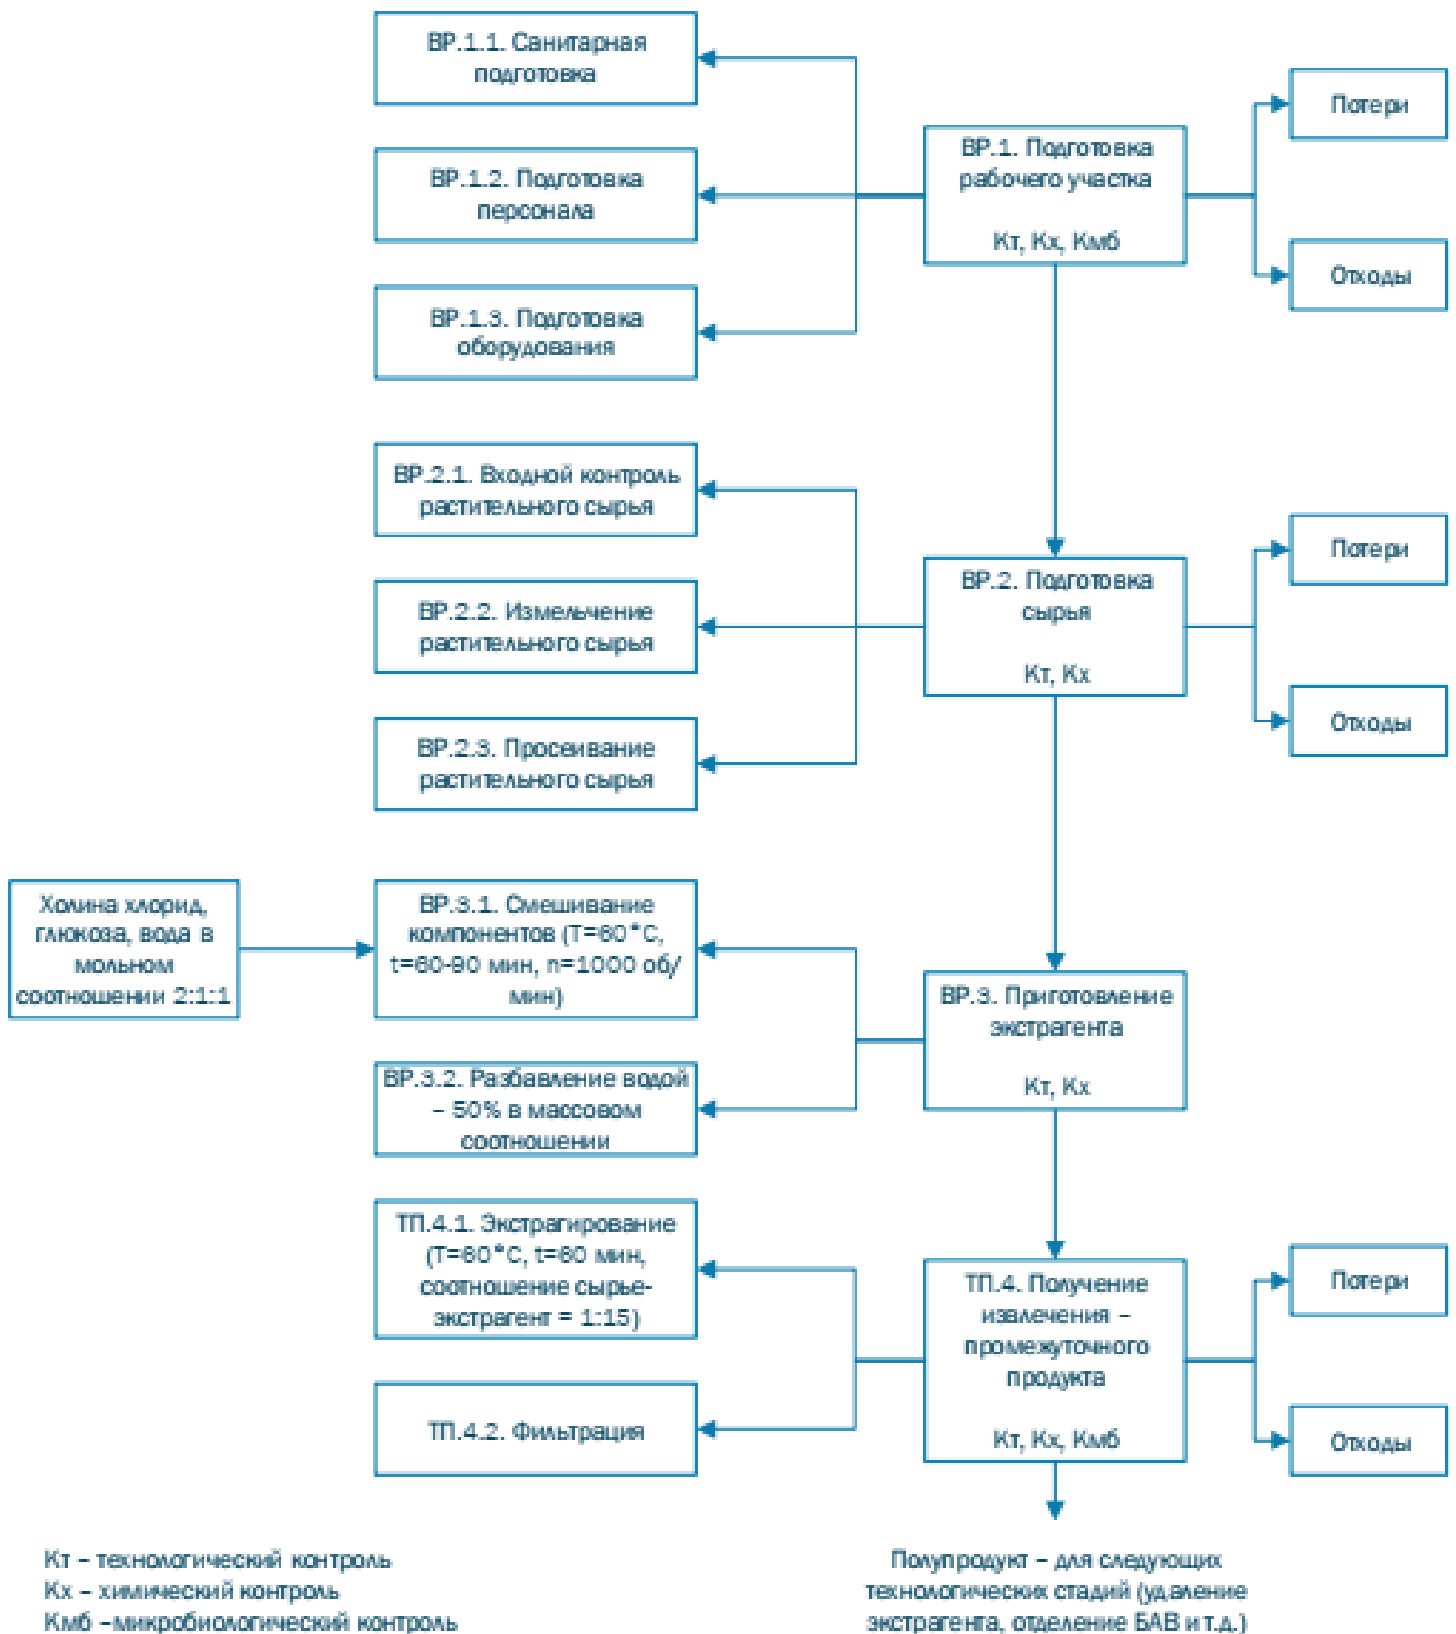 ВР.1.1. Санитарная
подготовка
ВР.1.2. Подготовка
персонала
ВР.1.3. Подготовка
оборудования
ВР.1. Подготовка
рабочего участка
Кт, Кх, Кмб
Потери
Отходы
ВР.2.1. Входной контроль
растительного сырья
ВР.2.2. Измельчение
растительного сырья
ВР.2.3. Просеивание
растительного сырья
ВР.2. Подготовка
сырья
Кт, Кх
Потери
Отходы
Холина хлорид,
глюкоза, вода в
мольном
соотношении 2:1:1
ВР.3.1. Смешивание
компонентов (T=60°C,
t=60-90 мин, n=1000 об/
мин)
ВР.3.2. Разбавление водой
– 50% в массовом
соотношении
ВР.3. Приготовление
экстрагента
Кт, Кх
ТП.4.1. Экстрагирование
(T=60°C, t=60 мин,
соотношение сырье-
экстрагент = 1:15)
ТП.4.2. Фильтрация
ТП.4. Получение
извлечения –
промежуточного
продукта
Кт, Кх, Кмб
Потери
Отходы
Кт – технологический контроль
Кх – химический контроль
Кмб –микробиологический контроль
Полупродукт – для следующих
технологических стадий (удаление
экстрагента, отделение БАВ и т.д.)